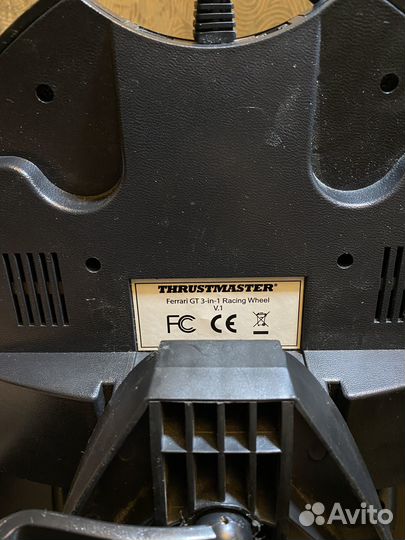 THRUSTMASTER®
Ferrari GT 3-in-1 Racing Wheel
V.1
FC CE
Avito